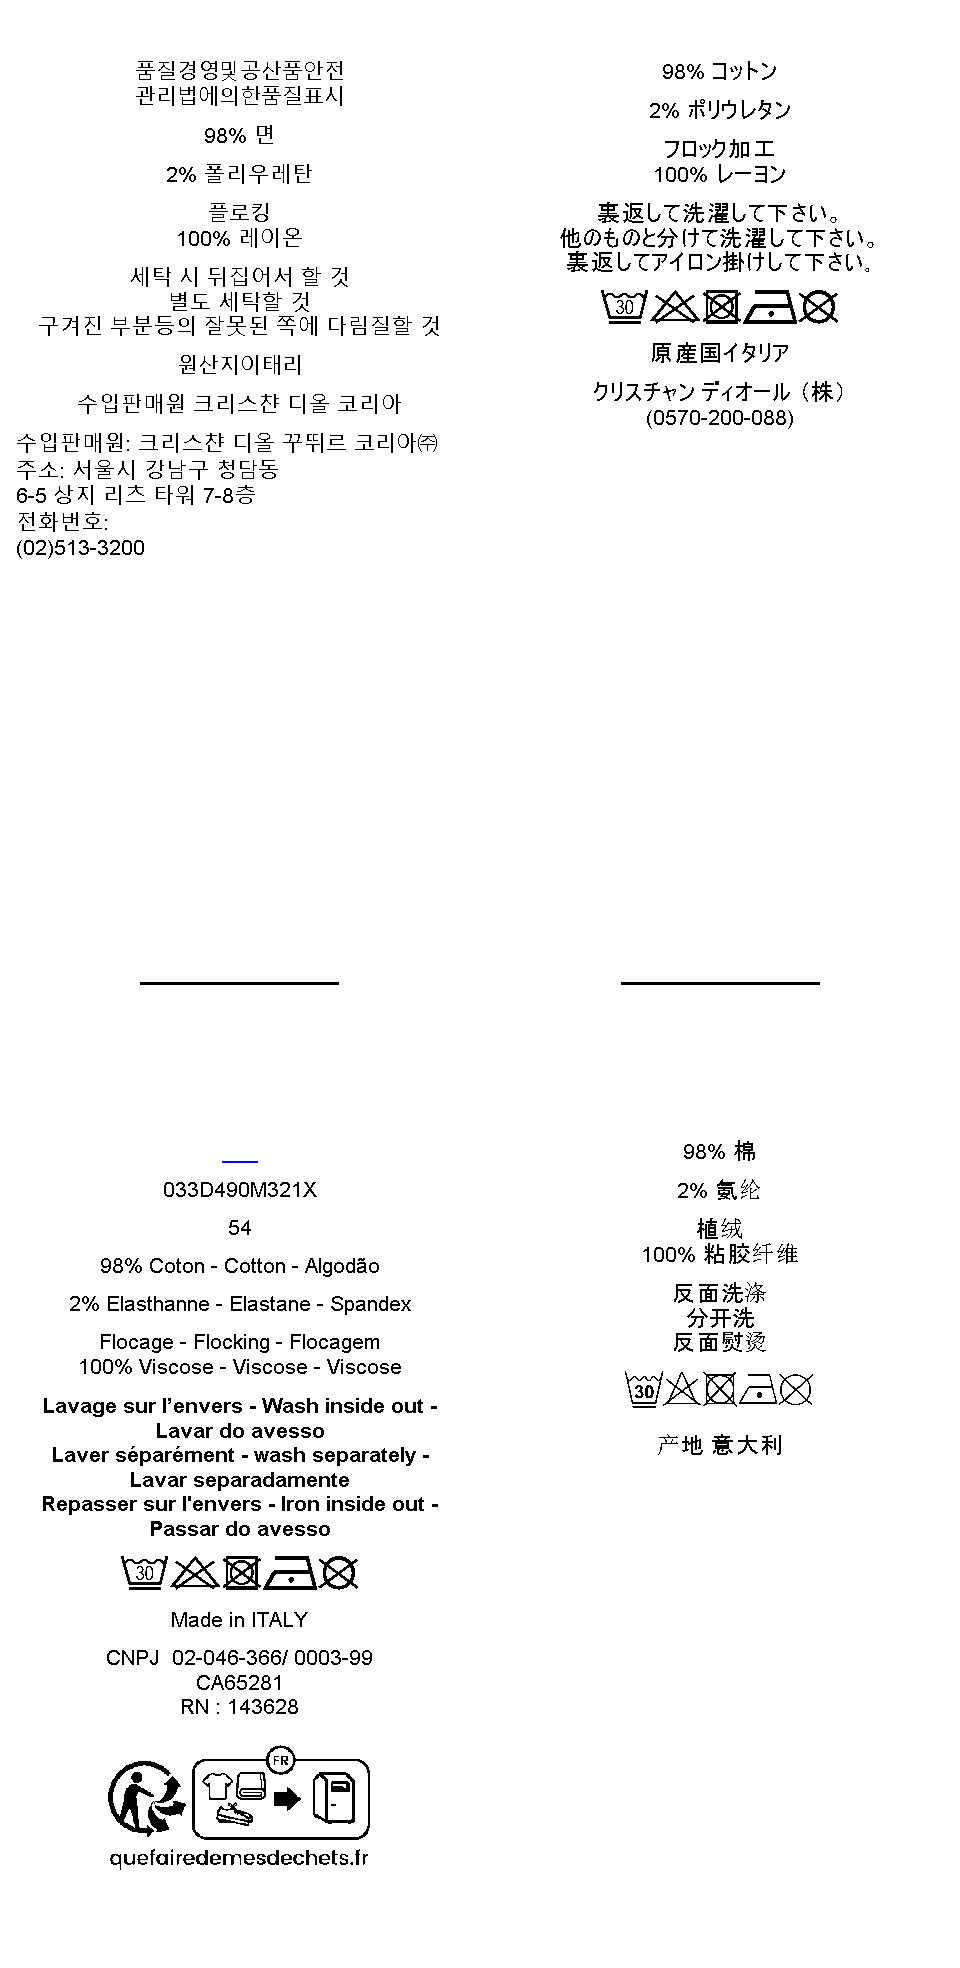 품질경영및공산품안전
관리법에의한품질표시
98% 면
2% 폴리우레탄
플로킹
100% 레이온
세탁 시 뒤집어서 할 것
별도 세탁할 것
구겨진 부분등의 잘못된 쪽에 다림질할 것
원산지이태리
수입판매원 크리스챤 디올 코리아
수입판매원: 크리스챤 디올 꾸뛰르 코리아㈜
주소: 서울시 강남구 청담동
6-5 상지 리츠 타워 7-8층
전화번호:
(02)513-3200
98% コットン
2% ポリウレタン
フロック加工
100% レーヨン
裏返して洗濯して下さい。
他のものと分けて洗濯して下さい。
裏返してアイロン掛けして下さい。
30
原産国イタリア
クリスチャン ディオール（株）
(0570-200-088)
033D490M321X
54
98% Coton - Cotton - Algodão
2% Elasthanne - Elastane - Spandex
Flocage - Flocking - Flocagem
100% Viscose - Viscose - Viscose
Lavage sur l’envers - Wash inside out -
Lavar do avesso
Laver séparément - wash separately -
Lavar separadamente
Repasser sur l'envers - Iron inside out -
Passar do avesso
30
Made in ITALY
CNPJ 02-046-366/ 0003-99
CA65281
RN : 143628
FR
quefairedemesdechets.fr
98% 棉
2% 氨纶
植绒
100% 粘胶纤维
反面洗涤
分开洗
反面熨烫
30
产地 意大利